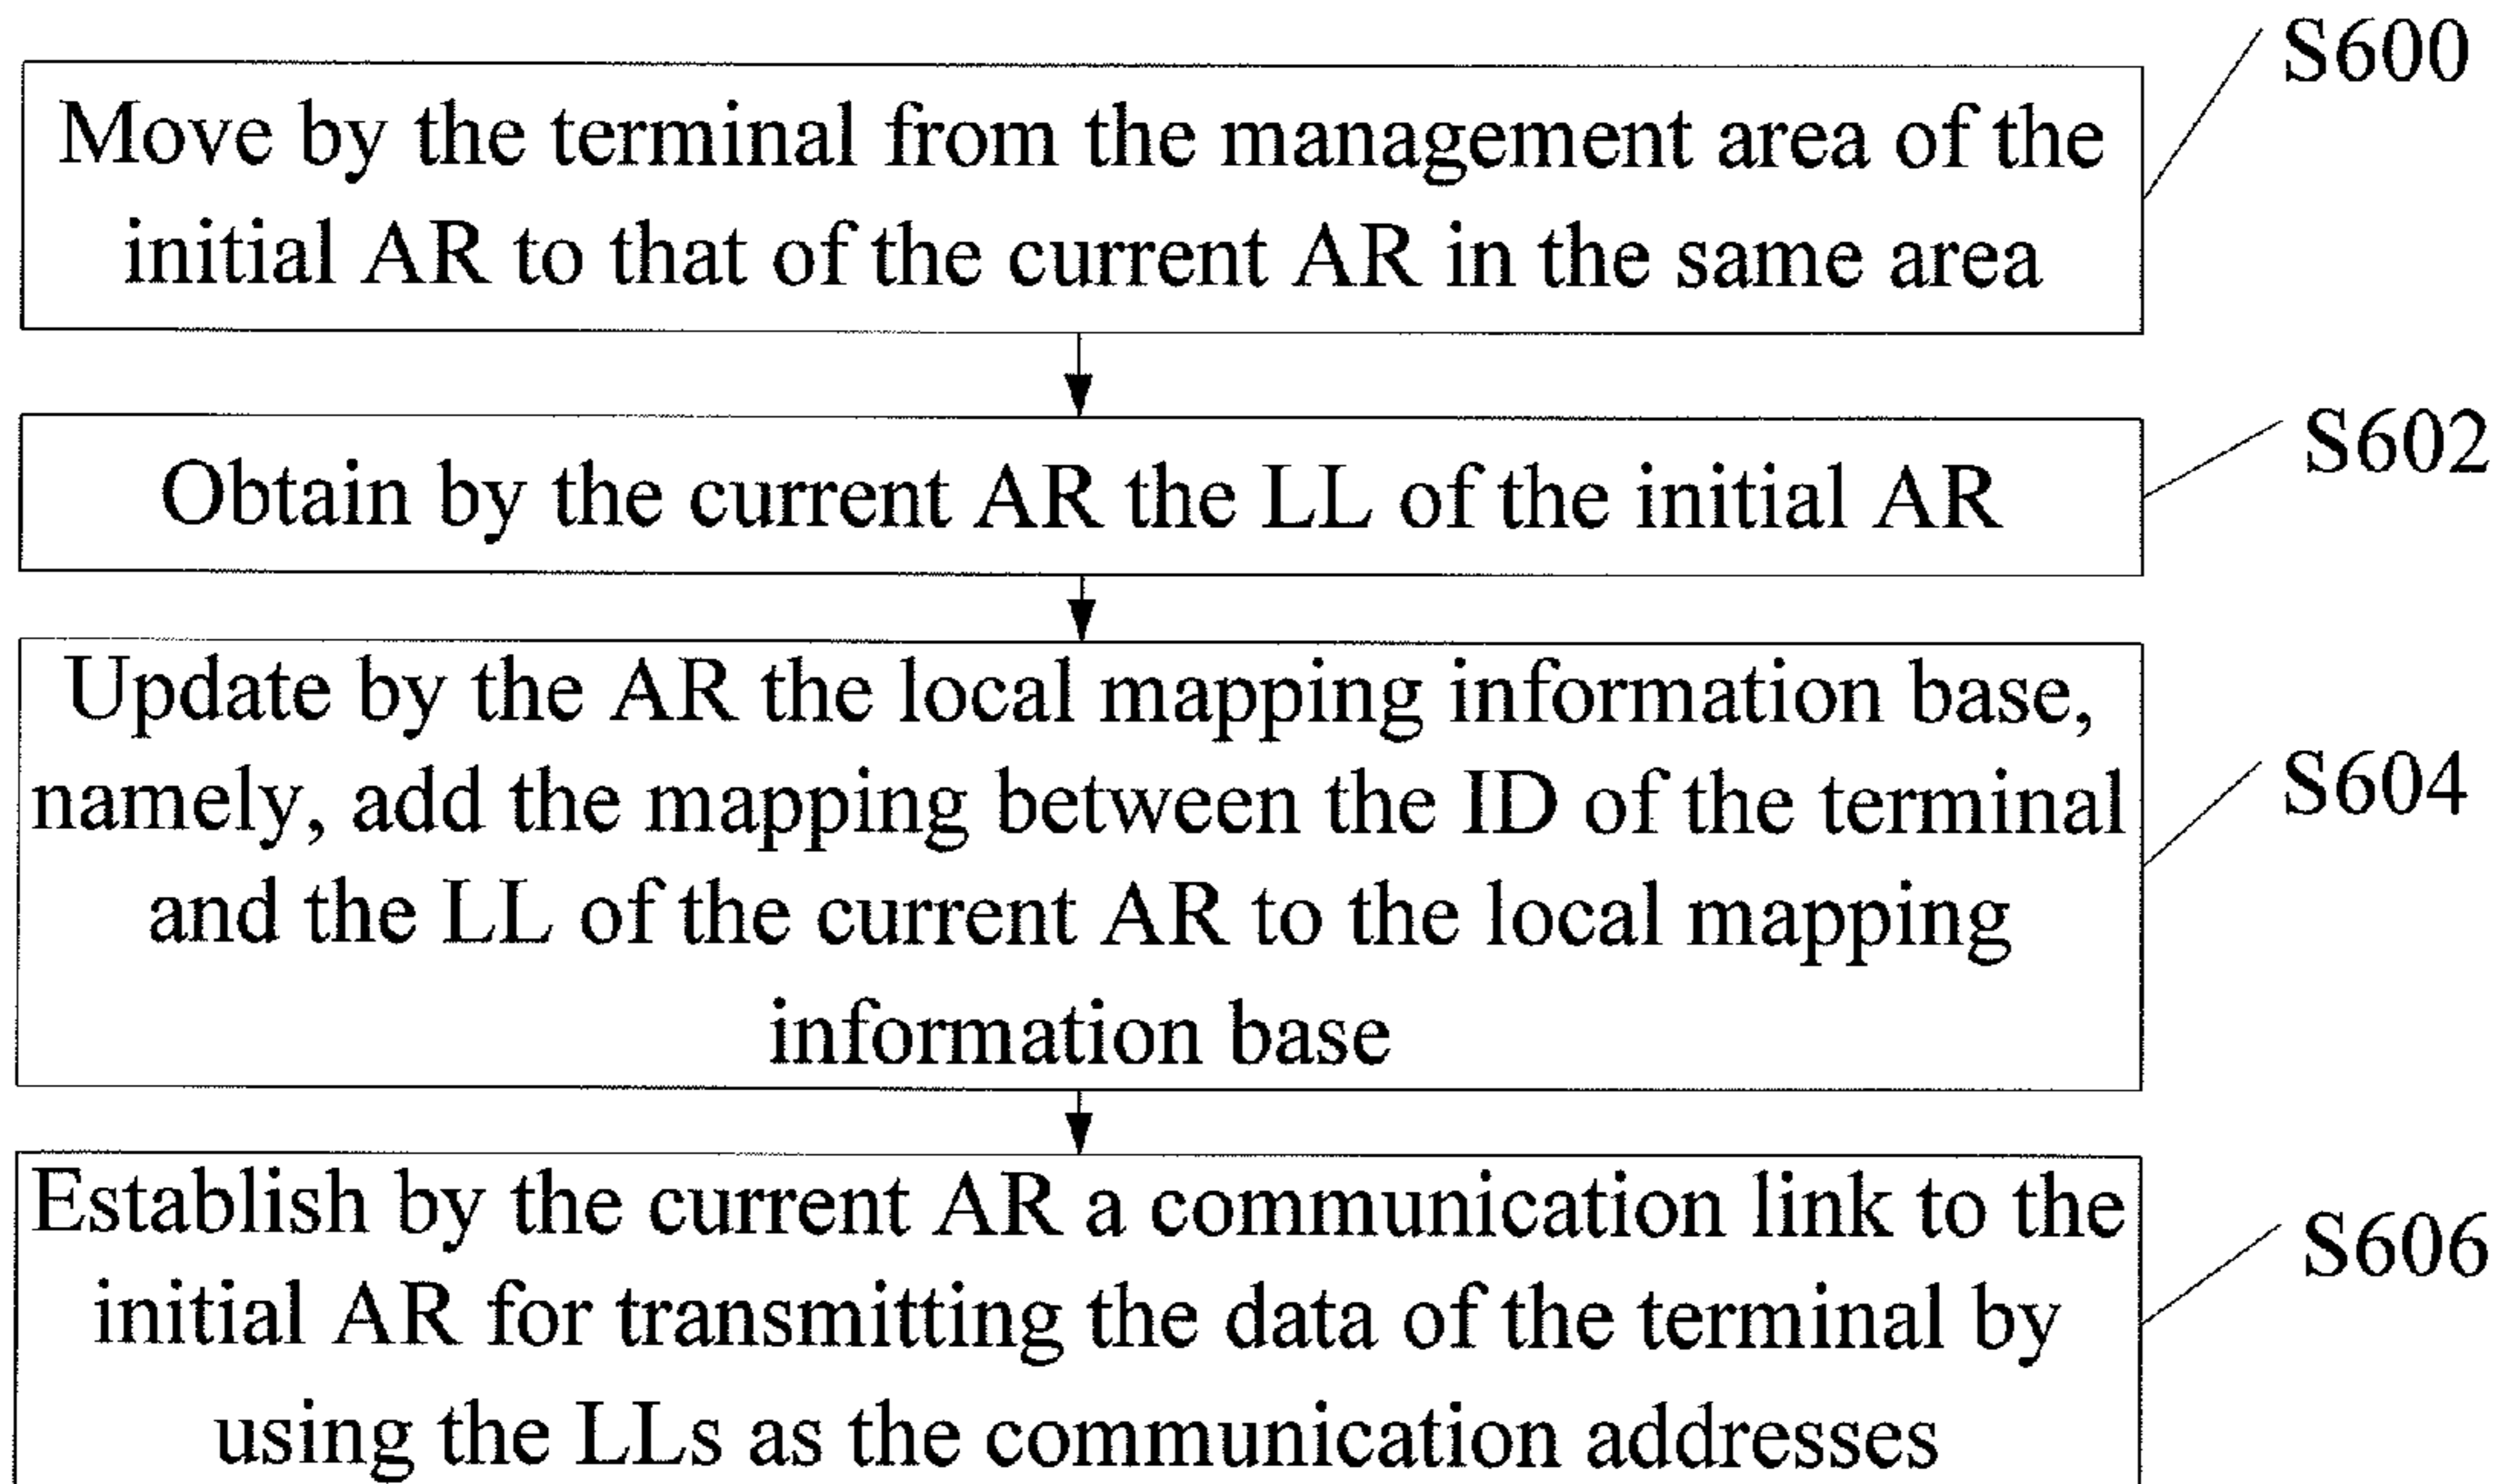 S600
Move by the terminal from the management area of the
initial AR to that of the current AR in the same area
S602
Obtain by the current AR the LL of the initial AR
Update by the AR the local mapping information base,
namely, add the mapping between the ID of the terminal
S604
and the LL of the current AR to the local mapping
information base
Establish by the current AR a communication link to the
S606
initial AR for transmitting the data of the terminal by
using the LLs as the communication addresses